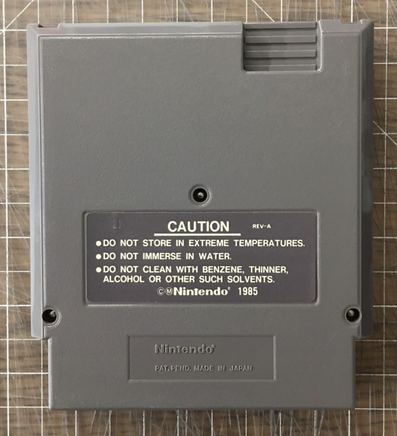 CAUTION REV-A
●DO NOT STORE IN EXTREME TEMPERATURES.
●DO NOT IMMERSE IN WATER.
●DO NOT CLEAN WITH BENZENE, THINNER,
ALCOHOL OR OTHER SUCH SOLVENTS.
©Ⓜ Nintendo® 1985
Nintendo®
PAT. PEND. MADE IN JAPAN